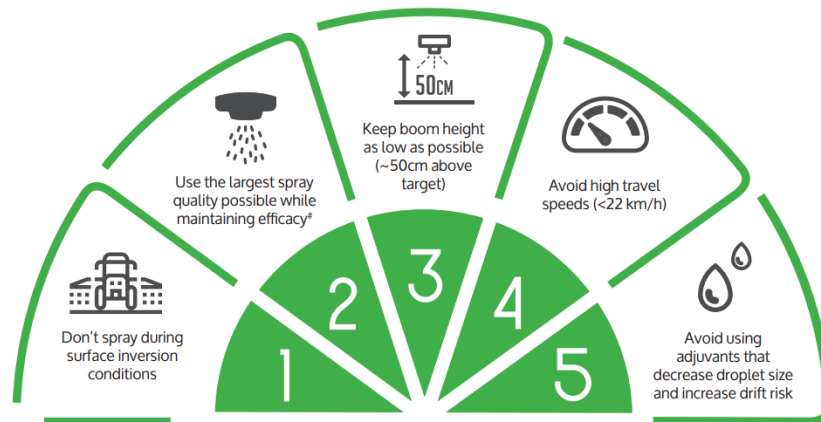 1
Don’t spray during
surface inversion
conditions
2
Use the largest spray
quality possible while
maintaining efficacy#
3
50CM
Keep boom height
as low as possible
(~50cm above
target)
4
Avoid high travel
speeds (<22 km/h)
5
Avoid using
adjuvants that
decrease droplet size
and increase drift risk